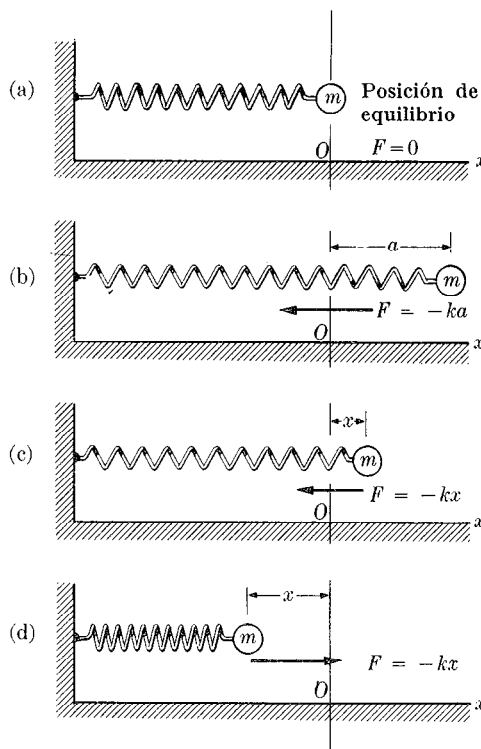 (a)
m
Posición de
equilibrio
O
F = 0
x
(b)
a
m
F = −ka
O
x
(c)
x
m
F = −kx
O
x
(d)
x
m
F = −kx
O
x